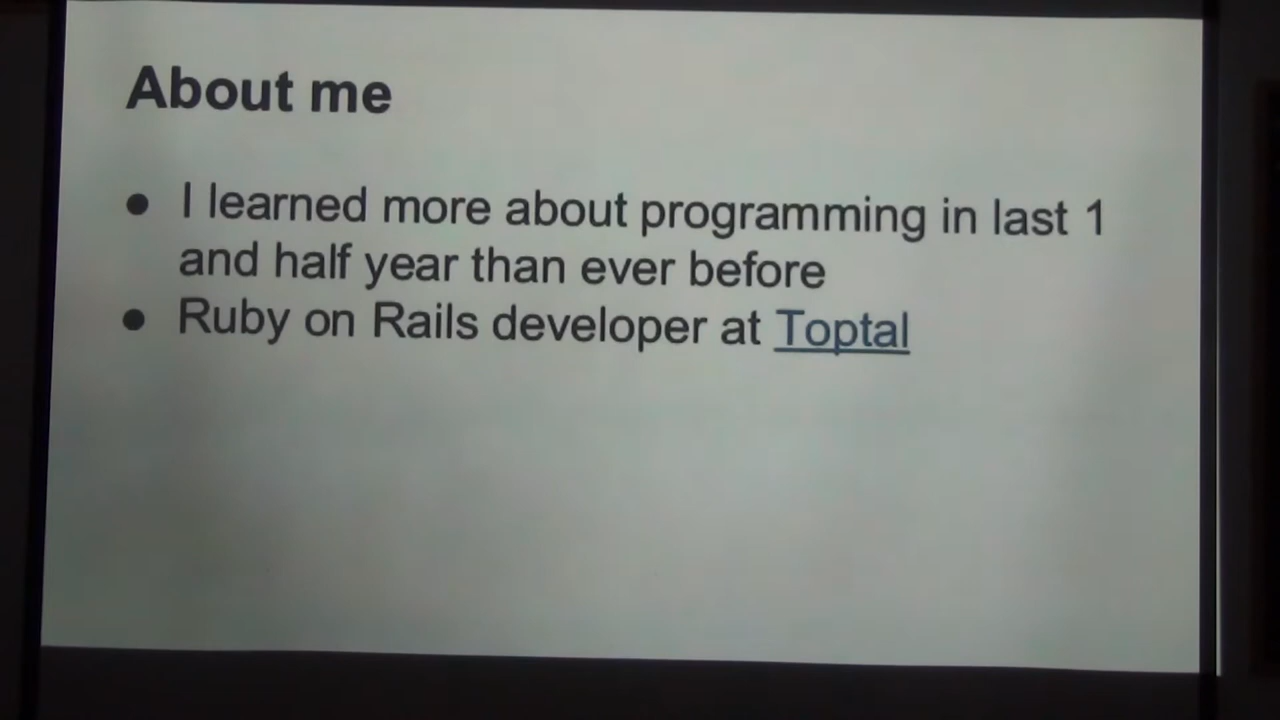 About me
● I learned more about programming in last 1
and half year than ever before
● Ruby on Rails developer at Toptal